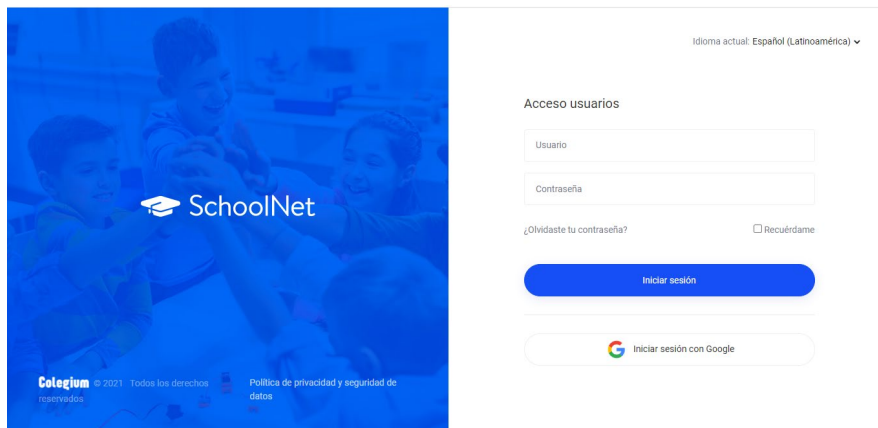 Idioma actual: Español (Latinoamérica)
Acceso usuarios
Usuario
Contraseña
¿Olvidaste tu contraseña? Recuérdame
Iniciar sesión
Iniciar sesión con Google
SchoolNet
Colegium © 2021 Todos los derechos
reservados
Política de privacidad y seguridad de
datos